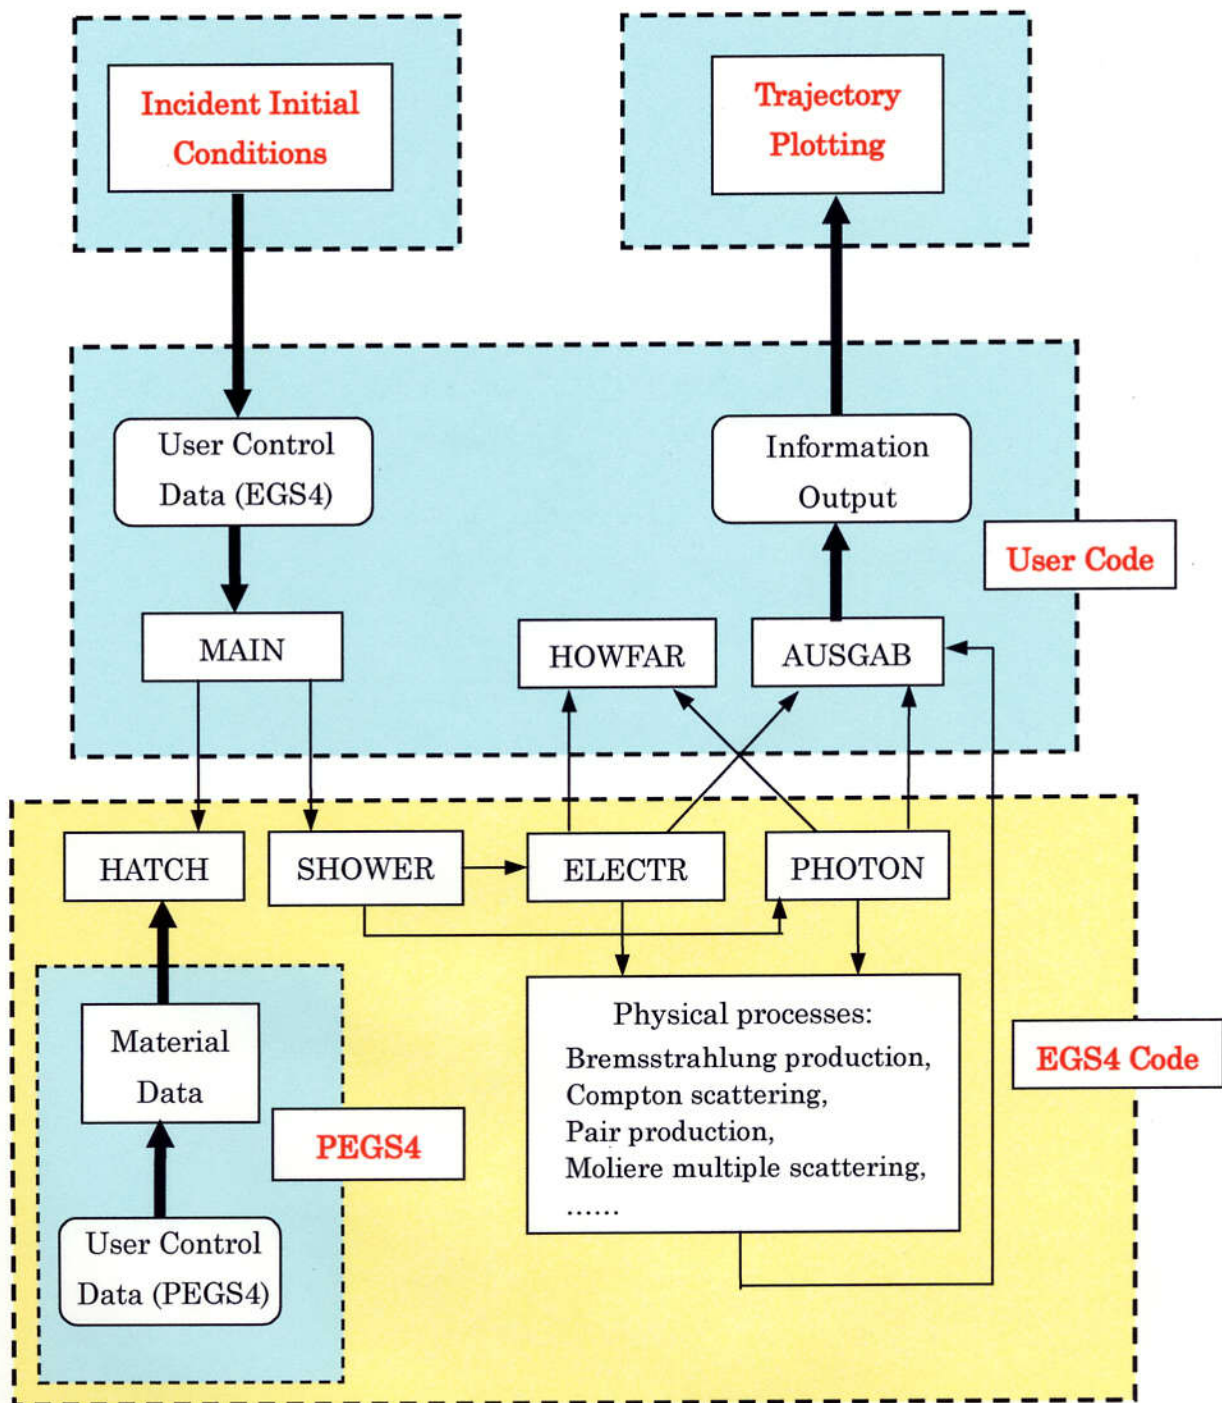 Incident Initial
Conditions
Trajectory
Plotting
User Control
Data (EGS4)
Information
Output
User Code
MAIN
HOWFAR
AUSGAB
HATCH
SHOWER
ELECTR
PHOTON
Material
Data
PEGS4
User Control
Data (PEGS4)
Physical processes:
Bremsstrahlung production,
Compton scattering,
Pair production,
Moliere multiple scattering,
......
EGS4 Code